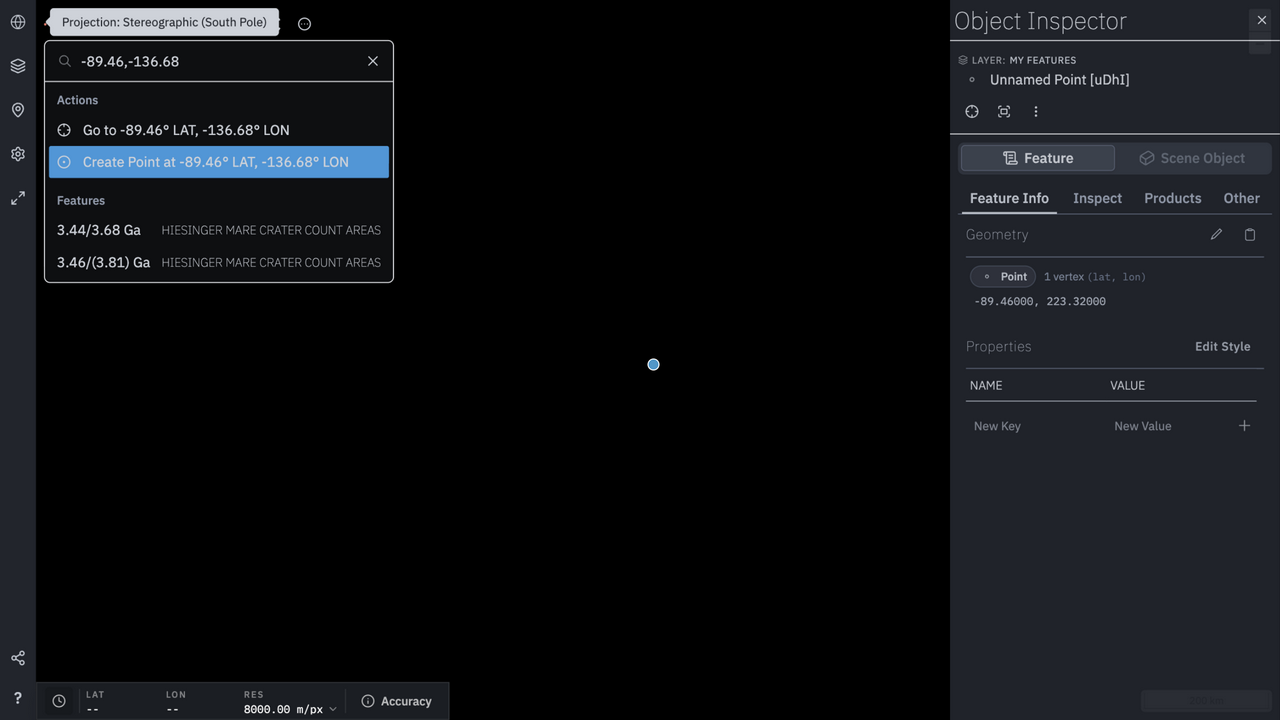 Projection: Stereographic (South Pole)
-89.46,-136.68
Actions
Go to -89.46° LAT, -136.68° LON
Create Point at -89.46° LAT, -136.68° LON
Features
3.44/3.68 Ga HIESINGER MARE CRATER COUNT AREAS
3.46/(3.81) Ga HIESINGER MARE CRATER COUNT AREAS
?
LAT LON RES
-- -- 8000.00 m/px
Accuracy
Object Inspector
LAYER: MY FEATURES
Unnamed Point [uDhI]
Feature Scene Object
Feature Info Inspect Products Other
Geometry
Point 1 vertex (lat, lon)
-89.46000, 223.32000
Properties Edit Style
NAME VALUE
New Key New Value